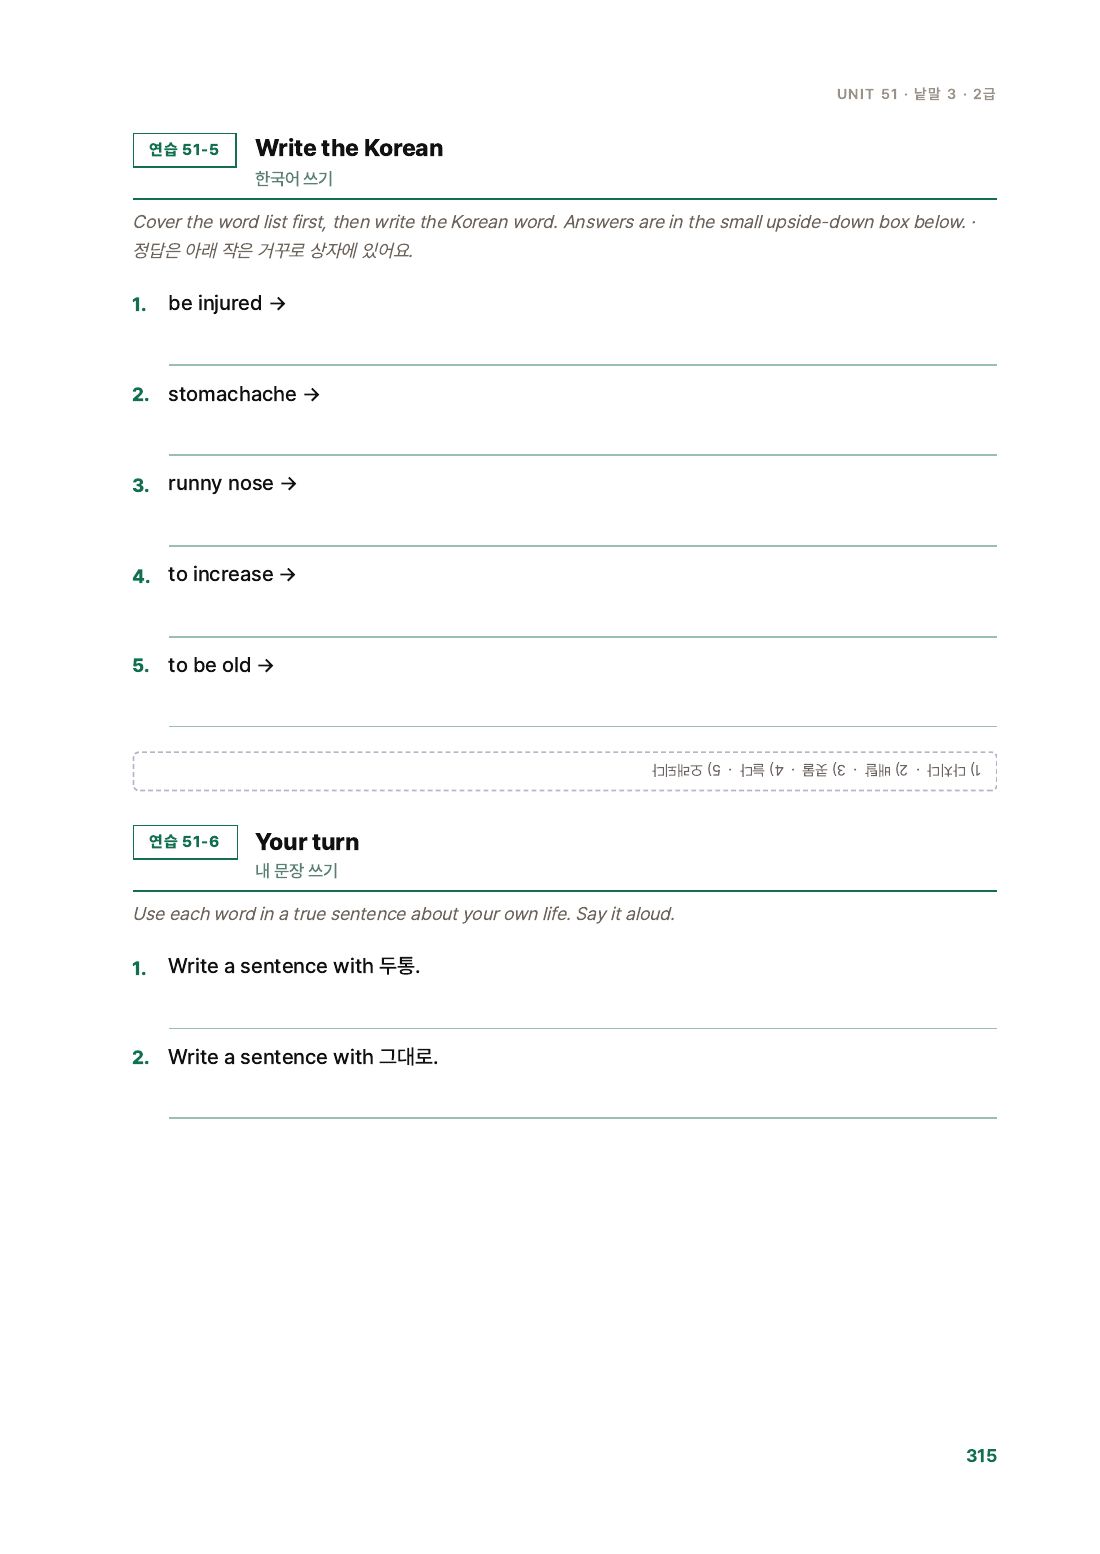 UNIT 51 · 낱말 3 · 2급
연습 51-5
Write the Korean
한국어 쓰기
Cover the word list first, then write the Korean word. Answers are in the small upside-down box below. ·
정답은 아래 작은 거꾸로 상자에 있어요.
1. be injured →
2. stomachache →
3. runny nose →
4. to increase →
5. to be old →
1) 다치다 · 2) 배탈 · 3) 콧물 · 4) 늘다 · 5) 오래되다
연습 51-6
Your turn
내 문장 쓰기
Use each word in a true sentence about your own life. Say it aloud.
1. Write a sentence with 두통.
2. Write a sentence with 그대로.
315